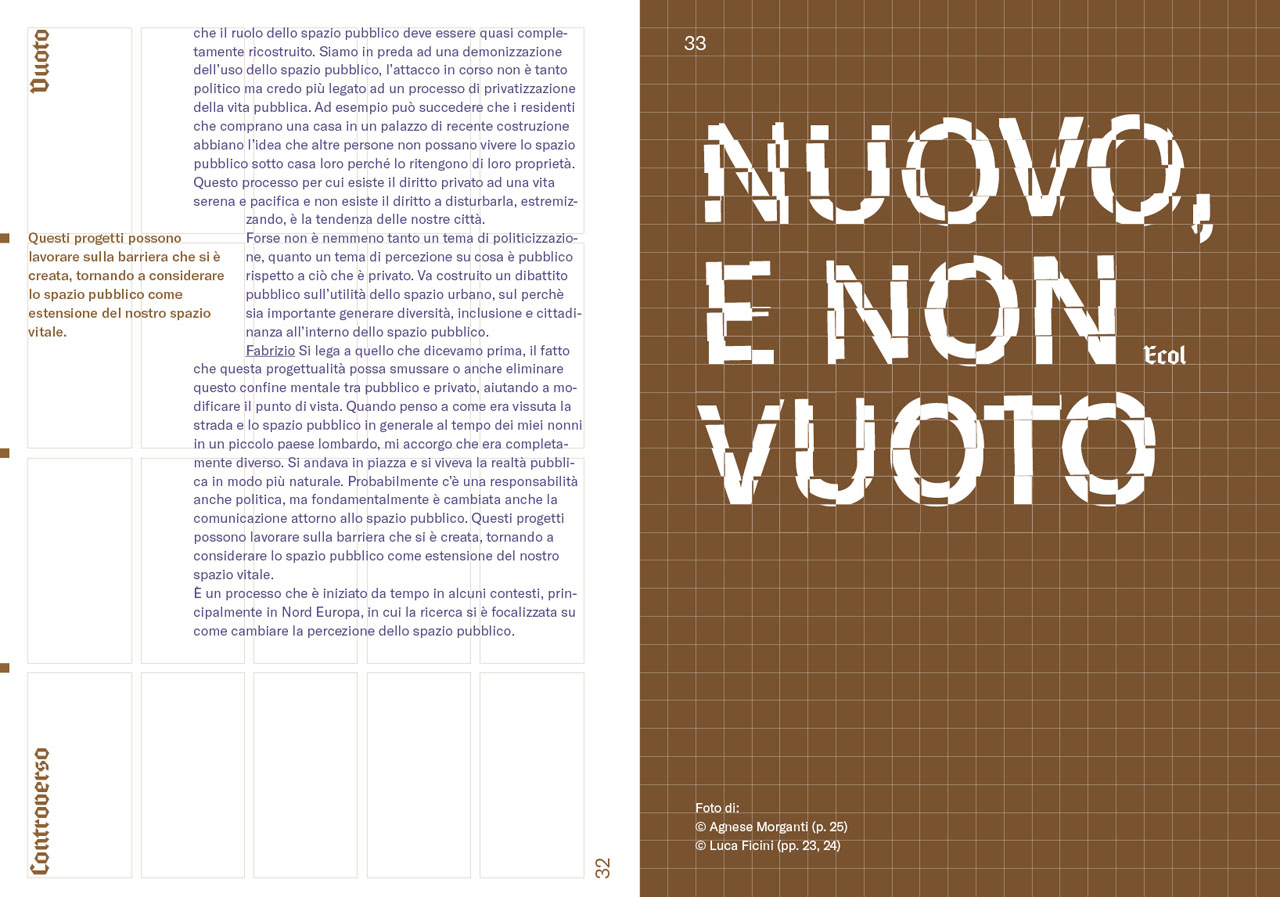 Vuoto
che il ruolo dello spazio pubblico deve essere quasi comple-
tamente ricostruito. Siamo in preda ad una demonizzazione
dell'uso dello spazio pubblico, l'attacco in corso non è tanto
politico ma credo più legato ad un processo di privatizzazione
della vita pubblica. Ad esempio può succedere che i residenti
che comprano una casa in un palazzo di recente costruzione
abbiano l'idea che altre persone non possano vivere lo spazio
pubblico sotto casa loro perché lo ritengono di loro proprietà.
Questo processo per cui esiste il diritto privato ad una vita
serena e pacifica e non esiste il diritto a disturbarla, estremiz-
zando, è la tendenza delle nostre città.
Forse non è nemmeno tanto un tema di politicizzazio-
ne, quanto un tema di percezione su cosa è pubblico
rispetto a ciò che è privato. Va costruito un dibattito
pubblico sull'utilità dello spazio urbano, sul perchè
sia importante generare diversità, inclusione e cittadi-
nanza all'interno dello spazio pubblico.
Fabrizio Si lega a quello che dicevamo prima, il fatto
che questa progettualità possa smussare o anche eliminare
questo confine mentale tra pubblico e privato, aiutando a mo-
dificare il punto di vista. Quando penso a come era vissuta la
strada e lo spazio pubblico in generale al tempo dei miei nonni
in un piccolo paese lombardo, mi accorgo che era completa-
mente diverso. Si andava in piazza e si viveva la realtà pubbli-
ca in modo più naturale. Probabilmente c'è una responsabilità
anche politica, ma fondamentalmente è cambiata anche la
comunicazione attorno allo spazio pubblico. Questi progetti
possono lavorare sulla barriera che si è creata, tornando a
considerare lo spazio pubblico come estensione del nostro
spazio vitale.
È un processo che è iniziato da tempo in alcuni contesti, prin-
cipalmente in Nord Europa, in cui la ricerca si è focalizzata su
come cambiare la percezione dello spazio pubblico.
Questi progetti possono
lavorare sulla barriera che si è
creata, tornando a considerare
lo spazio pubblico come
estensione del nostro spazio
vitale.
Controverso
32
33
NUOVO,
E NON
Ecol
VUOTO
Foto di:
© Agnese Morganti (p. 25)
© Luca Ficini (pp. 23, 24)